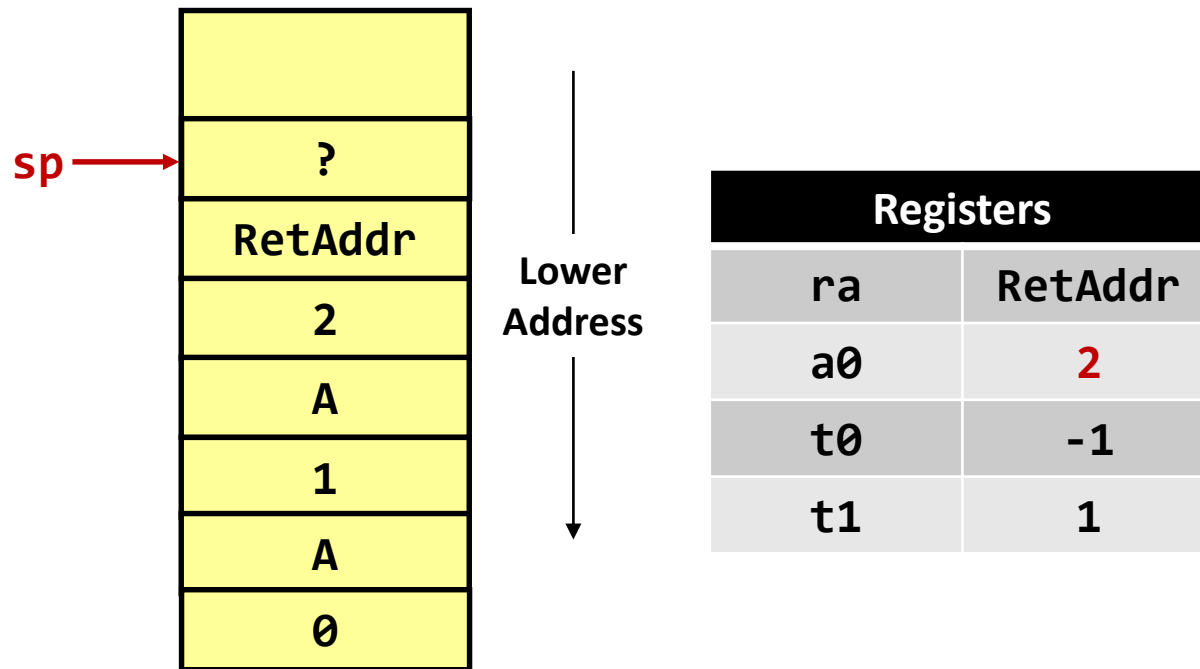 sp
?
RetAddr
2
A
1
A
0
Lower
Address
Registers
ra RetAddr
a0 2
t0 -1
t1 1